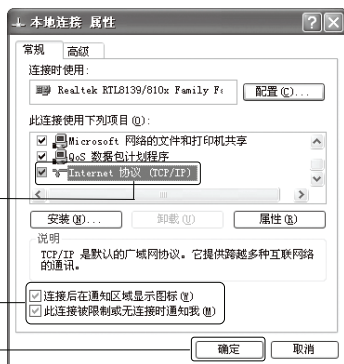 本地连接 属性
常规 高级
连接时使用:
Realtek RTL8139/810x Family F
配置(C)...
此连接使用下列项目(O):
Microsoft 网络的文件和打印机共享
QoS 数据包计划程序
Internet 协议 (TCP/IP)
安装(N)... 卸载(U) 属性(R)
说明
TCP/IP 是默认的广域网协议。它提供跨越多种互联网络
的通讯。
连接后在通知区域显示图标(W)
此连接被限制或无连接时通知我(M)
确定 取消